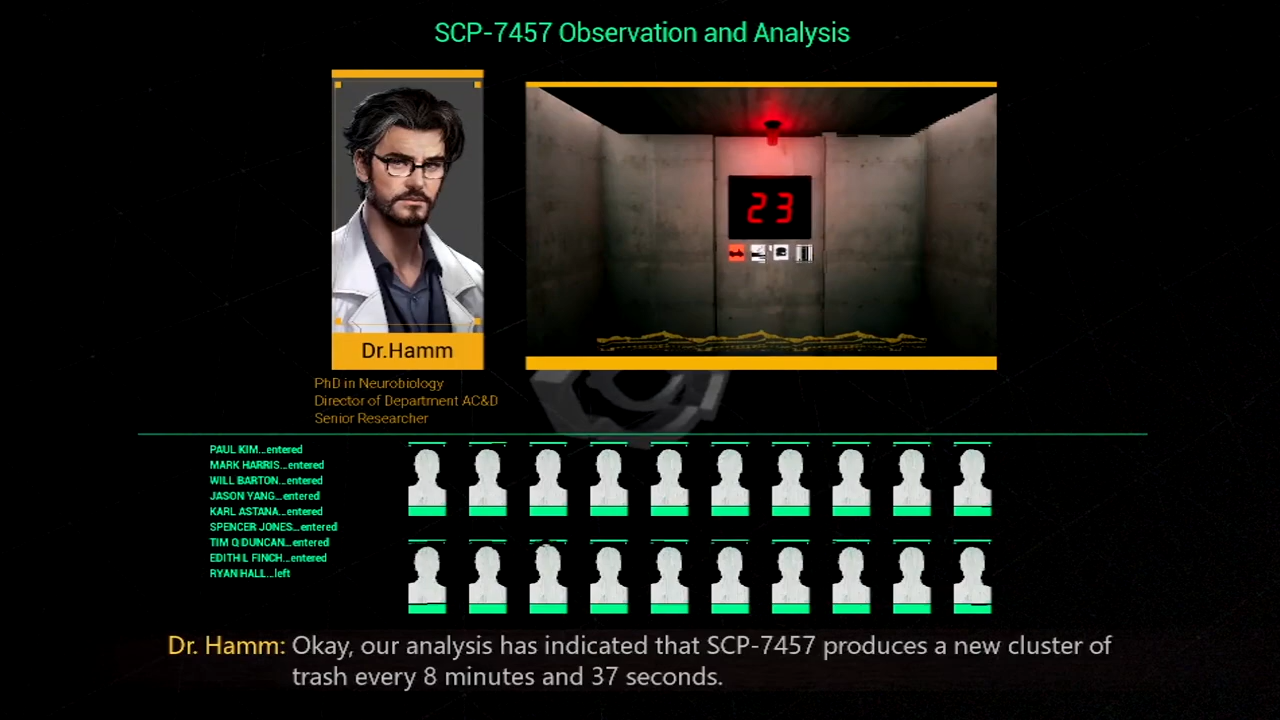 SCP-7457 Observation and Analysis
23
Dr.Hamm
PhD in Neurobiology
Director of Department AC&D
Senior Researcher
PAUL KIM...entered
MARK HARRIS...entered
WILL BARTON...entered
JASON YANG...entered
KARL ASTANA...entered
SPENCER JONES...entered
TIM Q DUNCAN...entered
EDITH L FINCH...entered
RYAN HALL...left
Dr. Hamm: Okay, our analysis has indicated that SCP-7457 produces a new cluster of
trash every 8 minutes and 37 seconds.